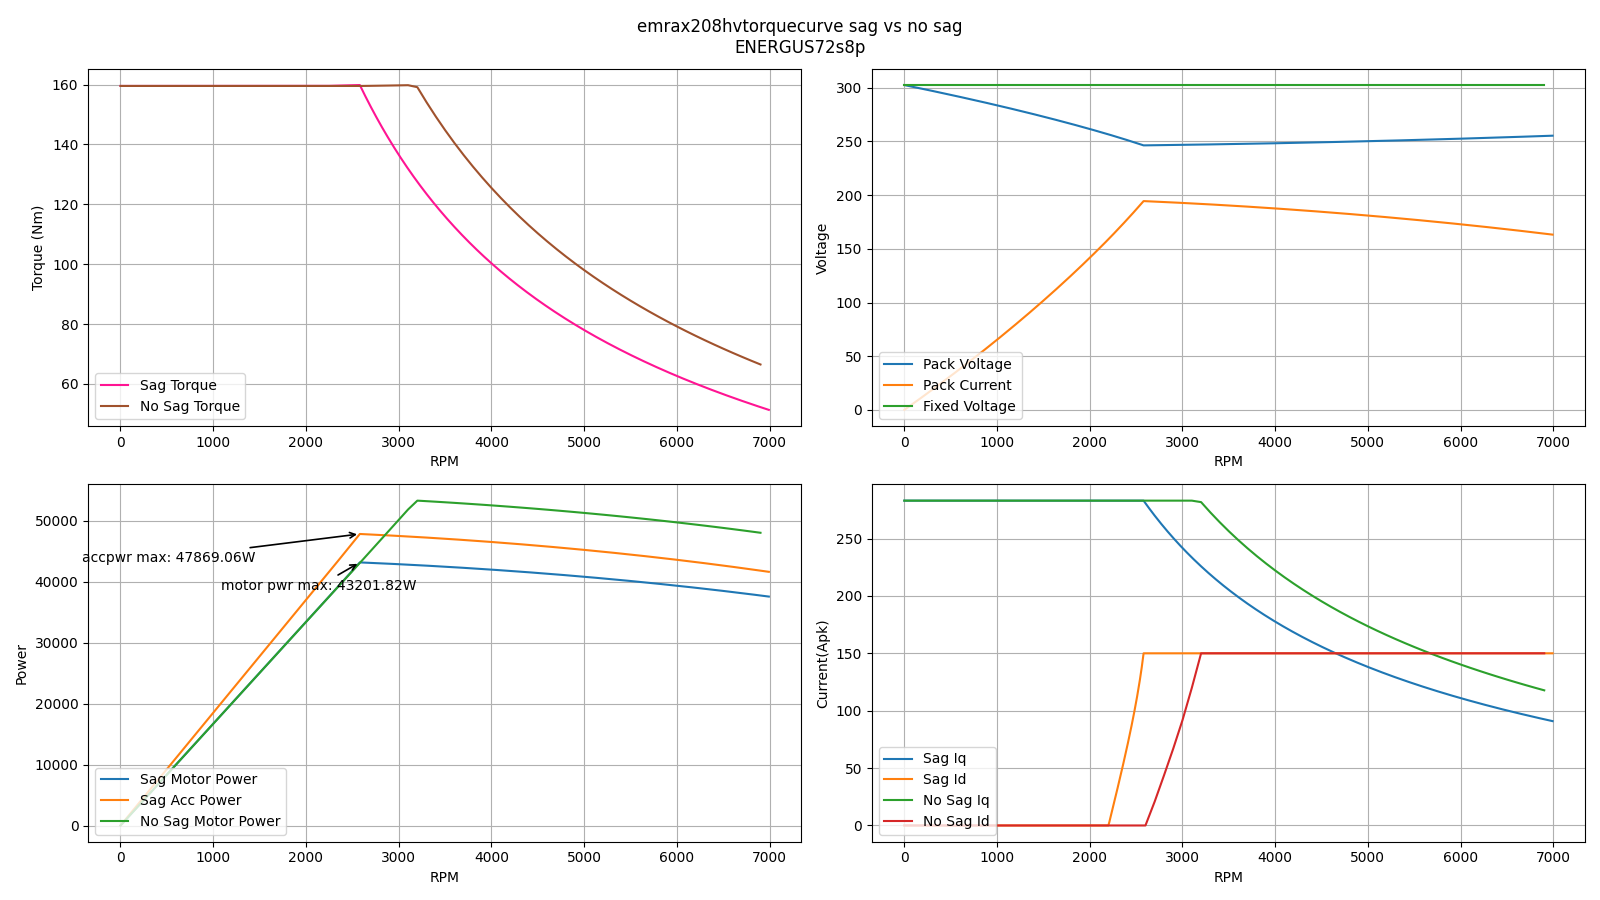 emrax208hvtorquecurve sag vs no sag
ENERGUS72s8p
160
140
120
100
80
60
Torque (Nm)
Sag Torque
No Sag Torque
0 1000 2000 3000 4000 5000 6000 7000
RPM
300
250
200
150
100
50
0
Voltage
Pack Voltage
Pack Current
Fixed Voltage
0 1000 2000 3000 4000 5000 6000 7000
RPM
50000
40000
30000
20000
10000
0
Power
accpwr max: 47869.06W
motor pwr max: 43201.82W
Sag Motor Power
Sag Acc Power
No Sag Motor Power
0 1000 2000 3000 4000 5000 6000 7000
RPM
250
200
150
100
50
0
Current(Apk)
Sag Iq
Sag Id
No Sag Iq
No Sag Id
0 1000 2000 3000 4000 5000 6000 7000
RPM